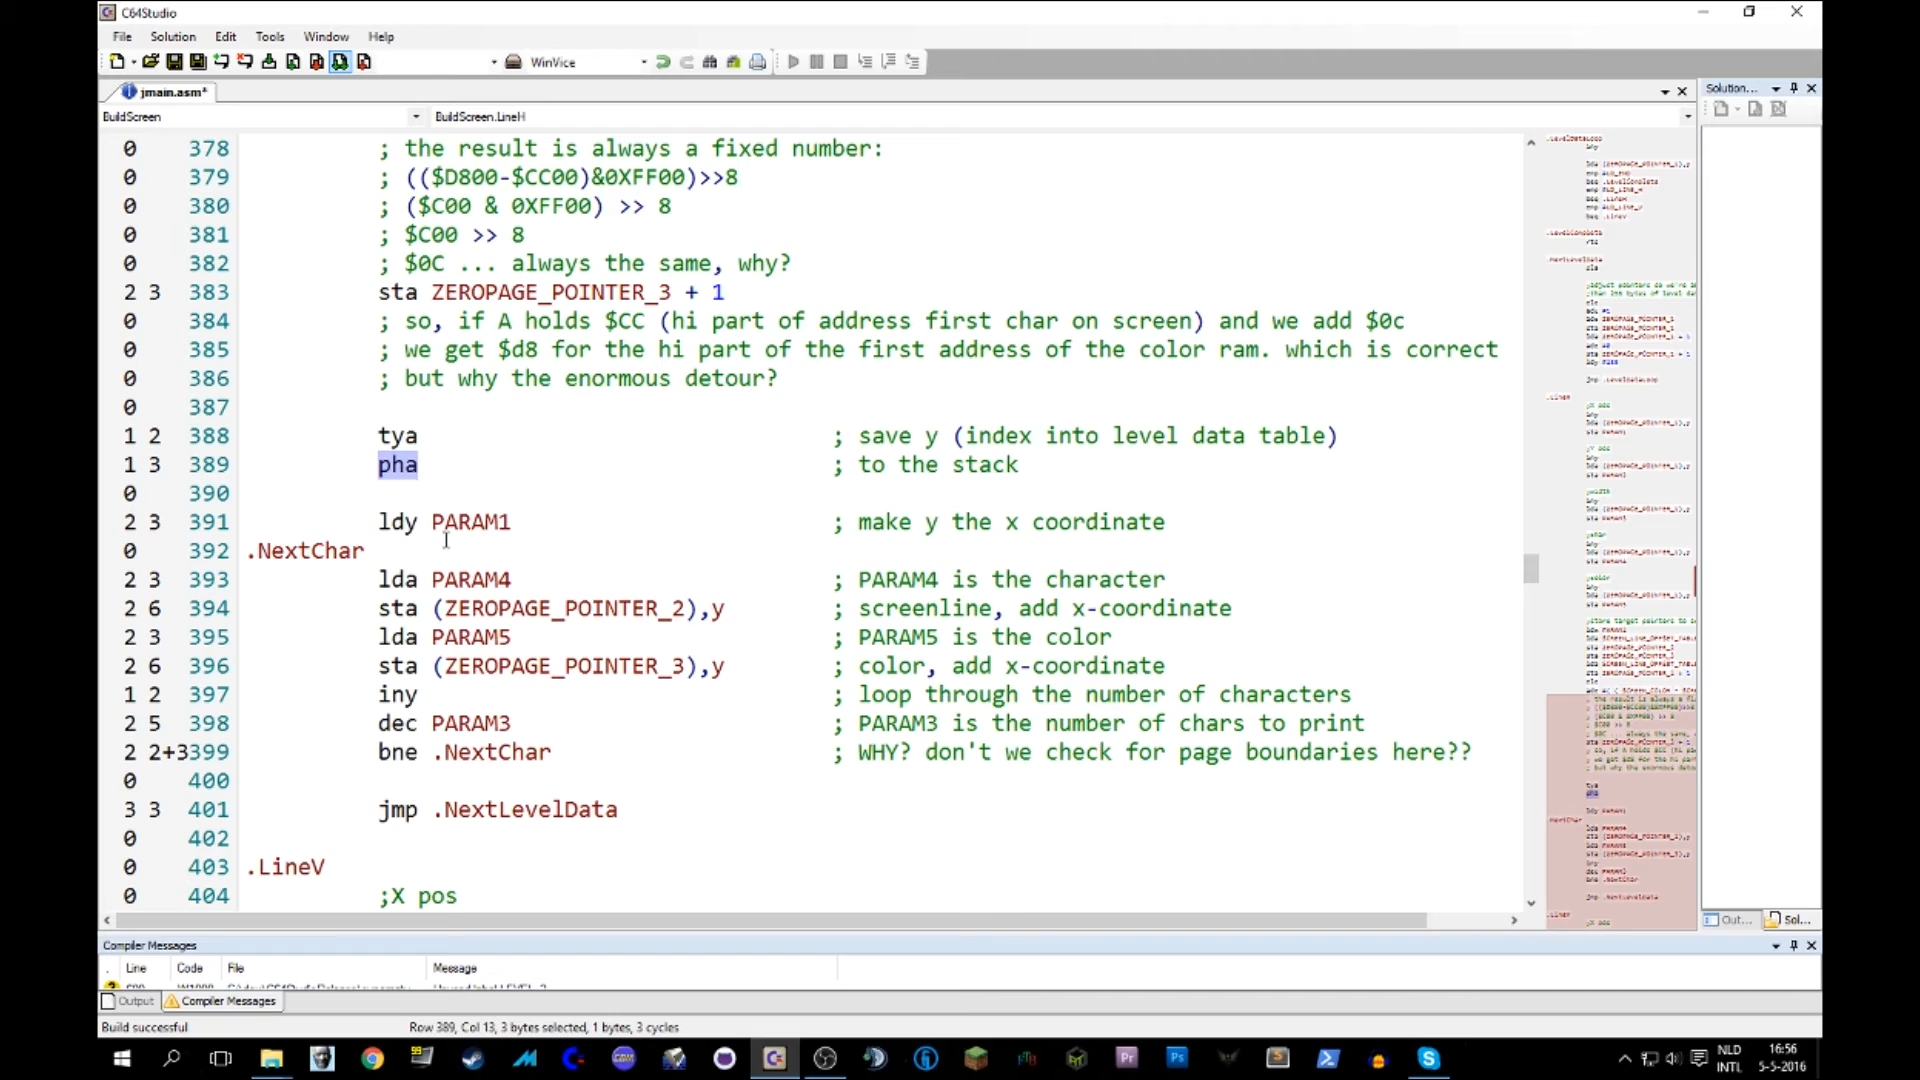 C64Studio
File Solution Edit Tools Window Help
WinVice
jmain.asm*
Solution...
BuildScreen BuildScreen.LineH
0 378 ; the result is always a fixed number:
0 379 ; (($D800-$CC00)&0XFF00)>>8
0 380 ; ($C00 & 0XFF00) >> 8
0 381 ; $C00 >> 8
0 382 ; $0C ... always the same, why?
2 3 383 sta ZEROPAGE_POINTER_3 + 1
0 384 ; so, if A holds $CC (hi part of address first char on screen) and we add $0c
0 385 ; we get $d8 for the hi part of the first address of the color ram. which is correct
0 386 ; but why the enormous detour?
0 387
1 2 388 tya ; save y (index into level data table)
1 3 389 pha ; to the stack
0 390
2 3 391 ldy PARAM1 ; make y the x coordinate
0 392 .NextChar
2 3 393 lda PARAM4 ; PARAM4 is the character
2 6 394 sta (ZEROPAGE_POINTER_2),y ; screenline, add x-coordinate
2 3 395 lda PARAM5 ; PARAM5 is the color
2 6 396 sta (ZEROPAGE_POINTER_3),y ; color, add x-coordinate
1 2 397 iny ; loop through the number of characters
2 5 398 dec PARAM3 ; PARAM3 is the number of chars to print
2 2+3399 bne .NextChar ; WHY? don't we check for page boundaries here??
0 400
3 3 401 jmp .NextLevelData
0 402
0 403 .LineV
0 404 ;X pos
Out... Sol...
Compiler Messages
. Line Code File Message
Output Compiler Messages
Build successful Row 389, Col 13, 3 bytes selected, 1 bytes, 3 cycles
NLD 16:56
INTL 5-5-2016